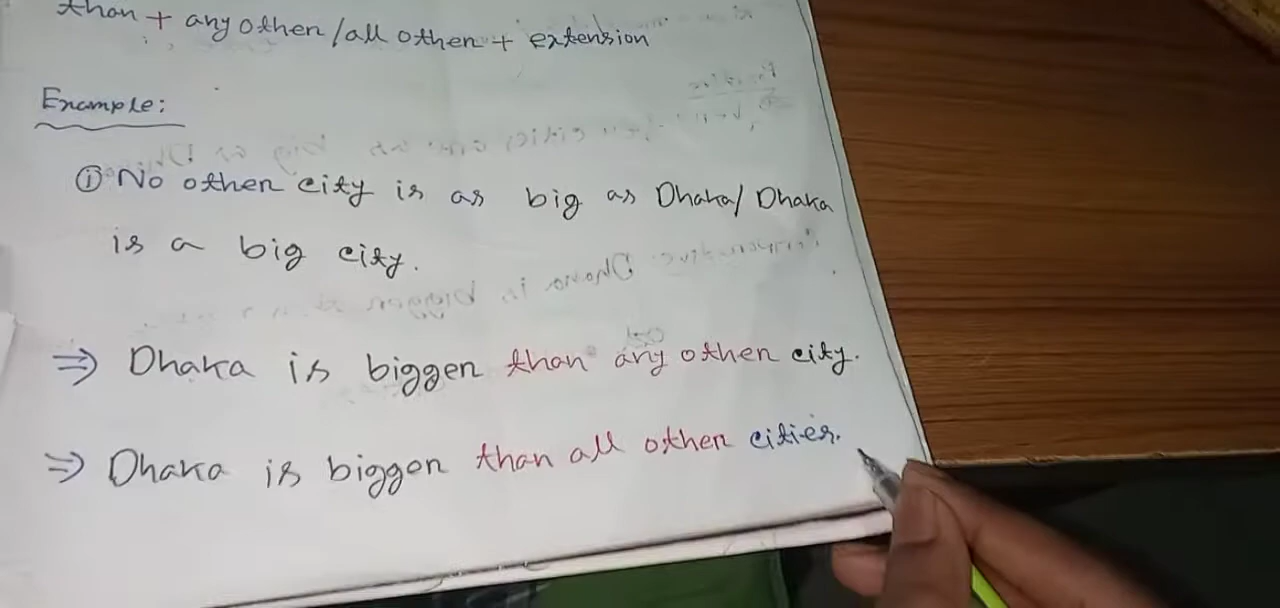 than + any other/all other + extension
Example:
① No other city is as big as Dhaka/Dhaka
is a big city.
⇒ Dhaka is bigger than any other city.
⇒ Dhaka is bigger than all other cities.